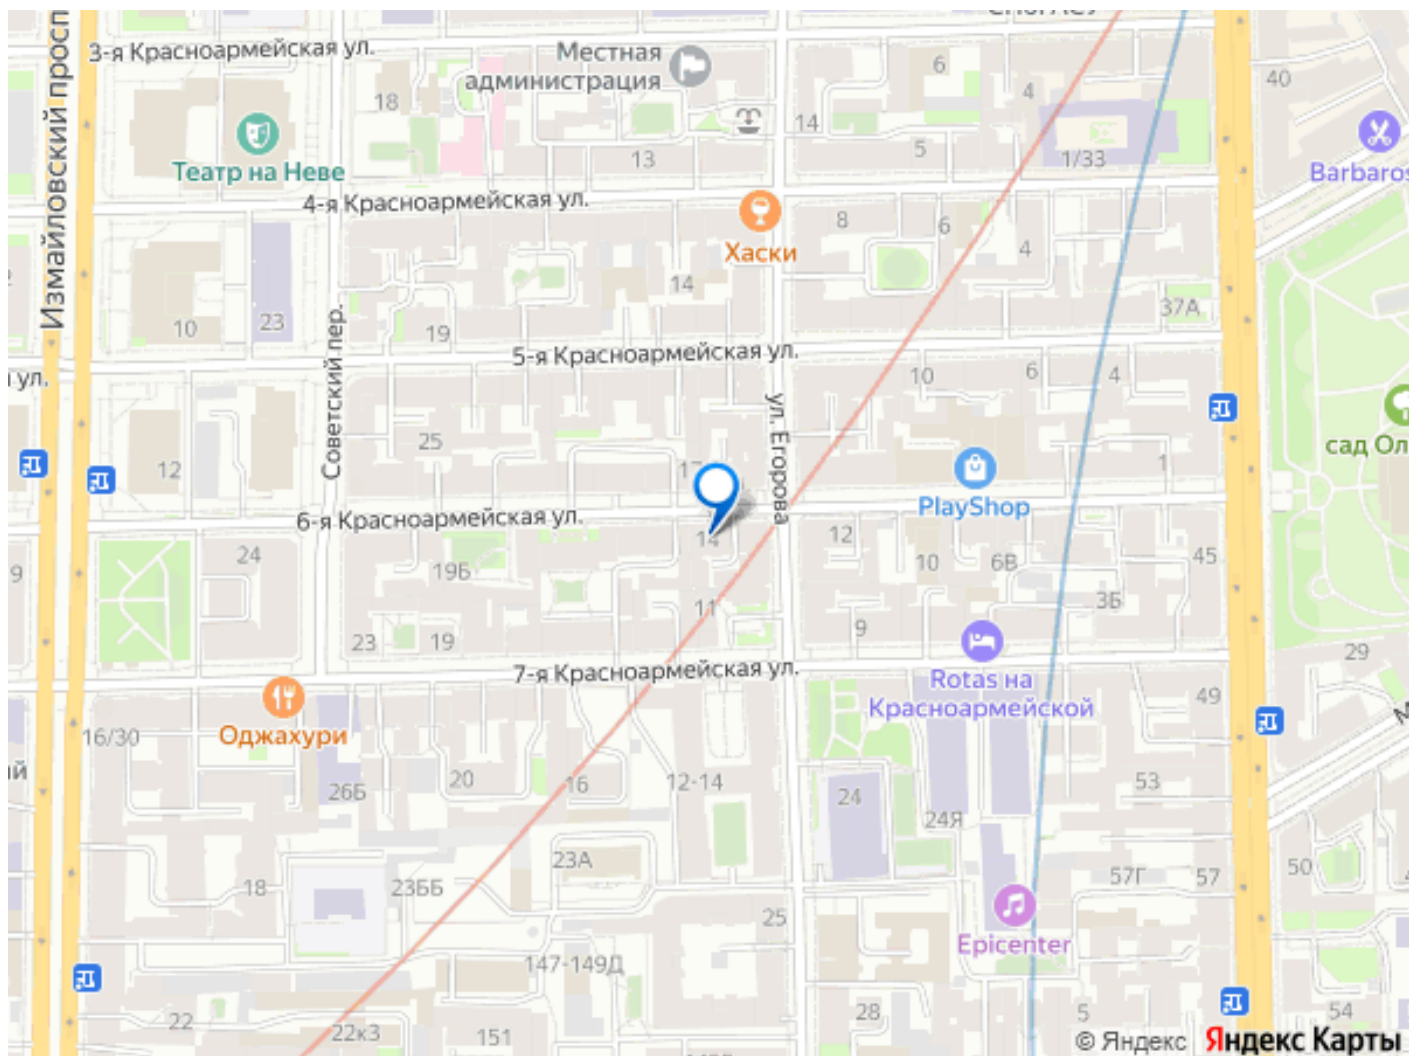 3-я Красноармейская ул.
Местная
администрация
6
40
18
4
14
13
5
1/33
Театр на Неве
Barbaros
4-я Красноармейская ул.
Измайловский просп
8
6
4
Хаски
14
37А
10
23
19
Советский пер.
5-я Красноармейская ул.
ул.
10
6
4
ул. Егорова
25
12
1
сад Ол
PlayShop
6-я Красноармейская ул.
14
12
24
19Б
10
6В
45
9
3Б
11
23
19
9
29
7-я Красноармейская ул.
Rotas на
Красноармейской
49
Оджахури
16/30
ай
26Б
20
16
12-14
24
53
24Я
23А
18
23ББ
57Г
57
50
25
Epicenter
147-149Д
22
22к3
151
28
5
54
© Яндекс Яндекс Карты